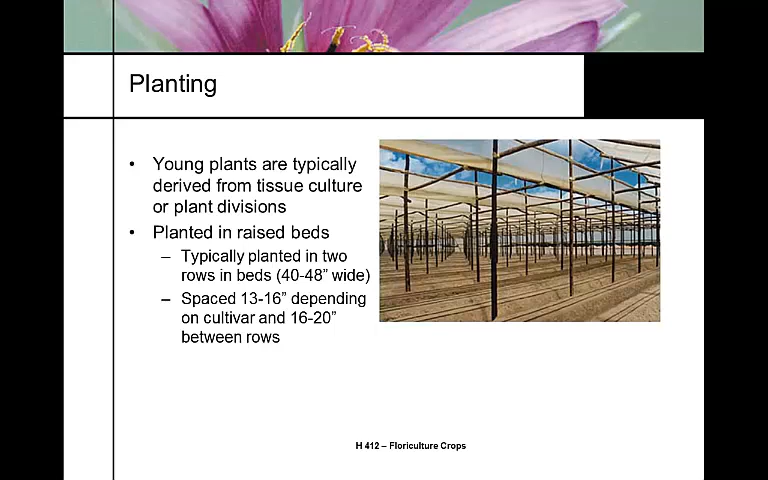 Planting
• Young plants are typically
derived from tissue culture
or plant divisions
• Planted in raised beds
– Typically planted in two
rows in beds (40-48” wide)
– Spaced 13-16” depending
on cultivar and 16-20”
between rows
H 412 – Floriculture Crops